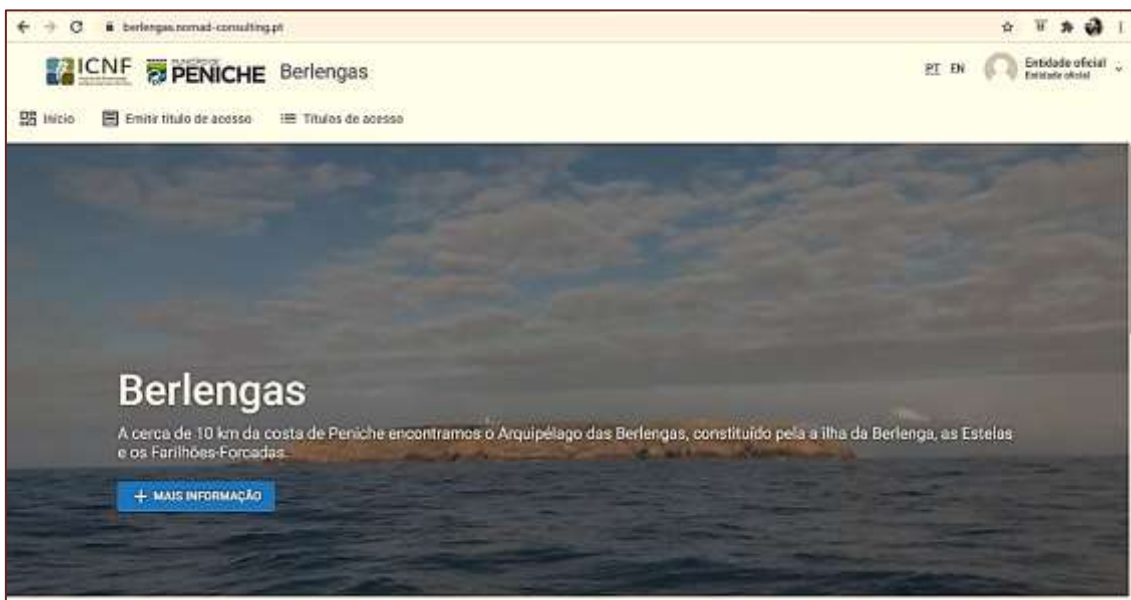 berlengas.nomad-consulting.pt
ICNF
MUNICÍPIO DE
PENICHE Berlengas
PT EN
Entidade oficial
Entidade oficial
Início Emitir título de acesso Títulos de acesso
Berlengas
A cerca de 10 km da costa de Peniche encontramos o Arquipélago das Berlengas, constituído pela a ilha da Berlenga, as Estelas
e os Farilhões-Forcadas.
+ MAIS INFORMAÇÃO